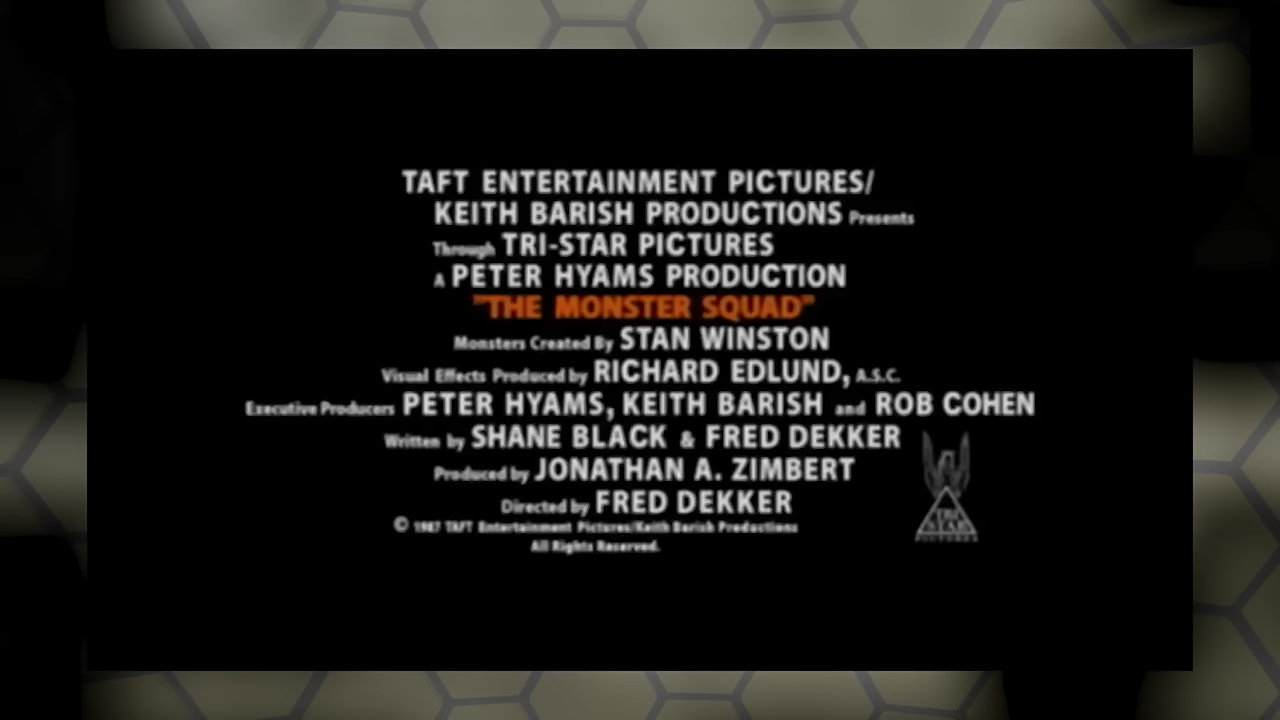 TAFT ENTERTAINMENT PICTURES/
KEITH BARISH PRODUCTIONS Presents
Through TRI-STAR PICTURES
A PETER HYAMS PRODUCTION
"THE MONSTER SQUAD"
Monsters Created By STAN WINSTON
Visual Effects Produced by RICHARD EDLUND, A.S.C.
Executive Producers PETER HYAMS, KEITH BARISH and ROB COHEN
Written by SHANE BLACK & FRED DEKKER
Produced by JONATHAN A. ZIMBERT
Directed by FRED DEKKER
© 1987 TAFT Entertainment Pictures/Keith Barish Productions
All Rights Reserved.
TRI
STAR
PICTURES